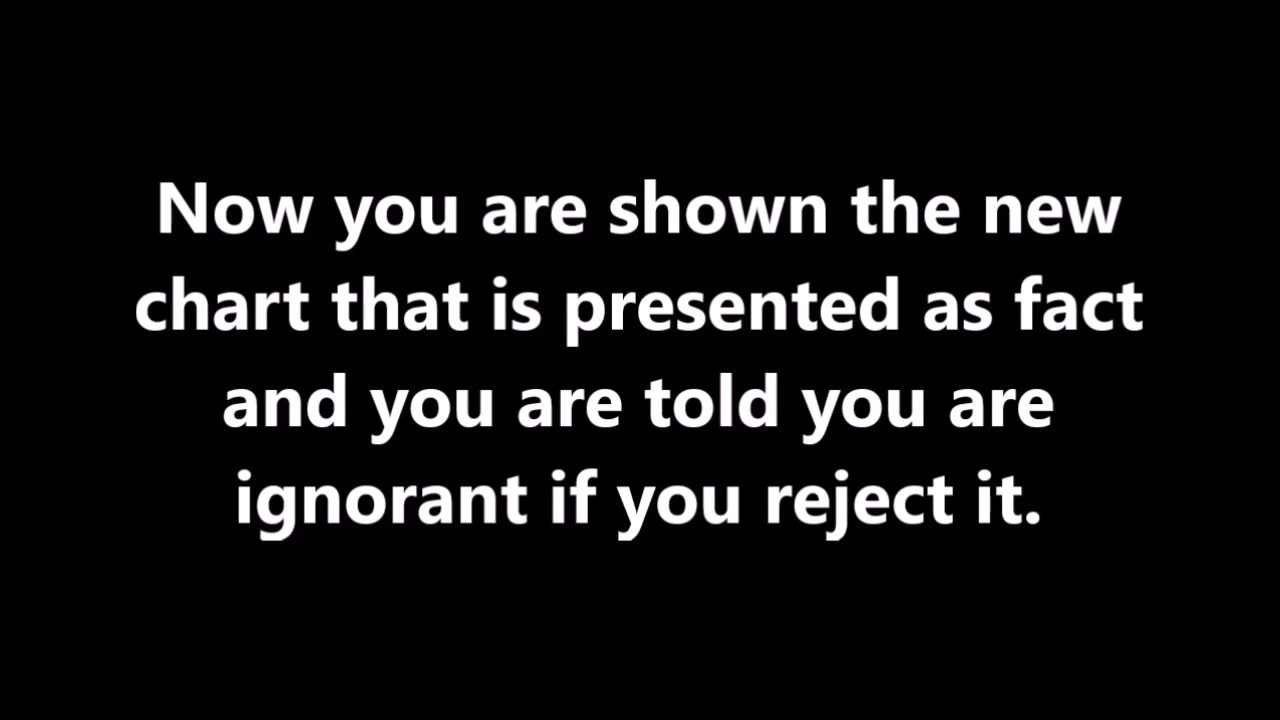 Now you are shown the new
chart that is presented as fact
and you are told you are
ignorant if you reject it.